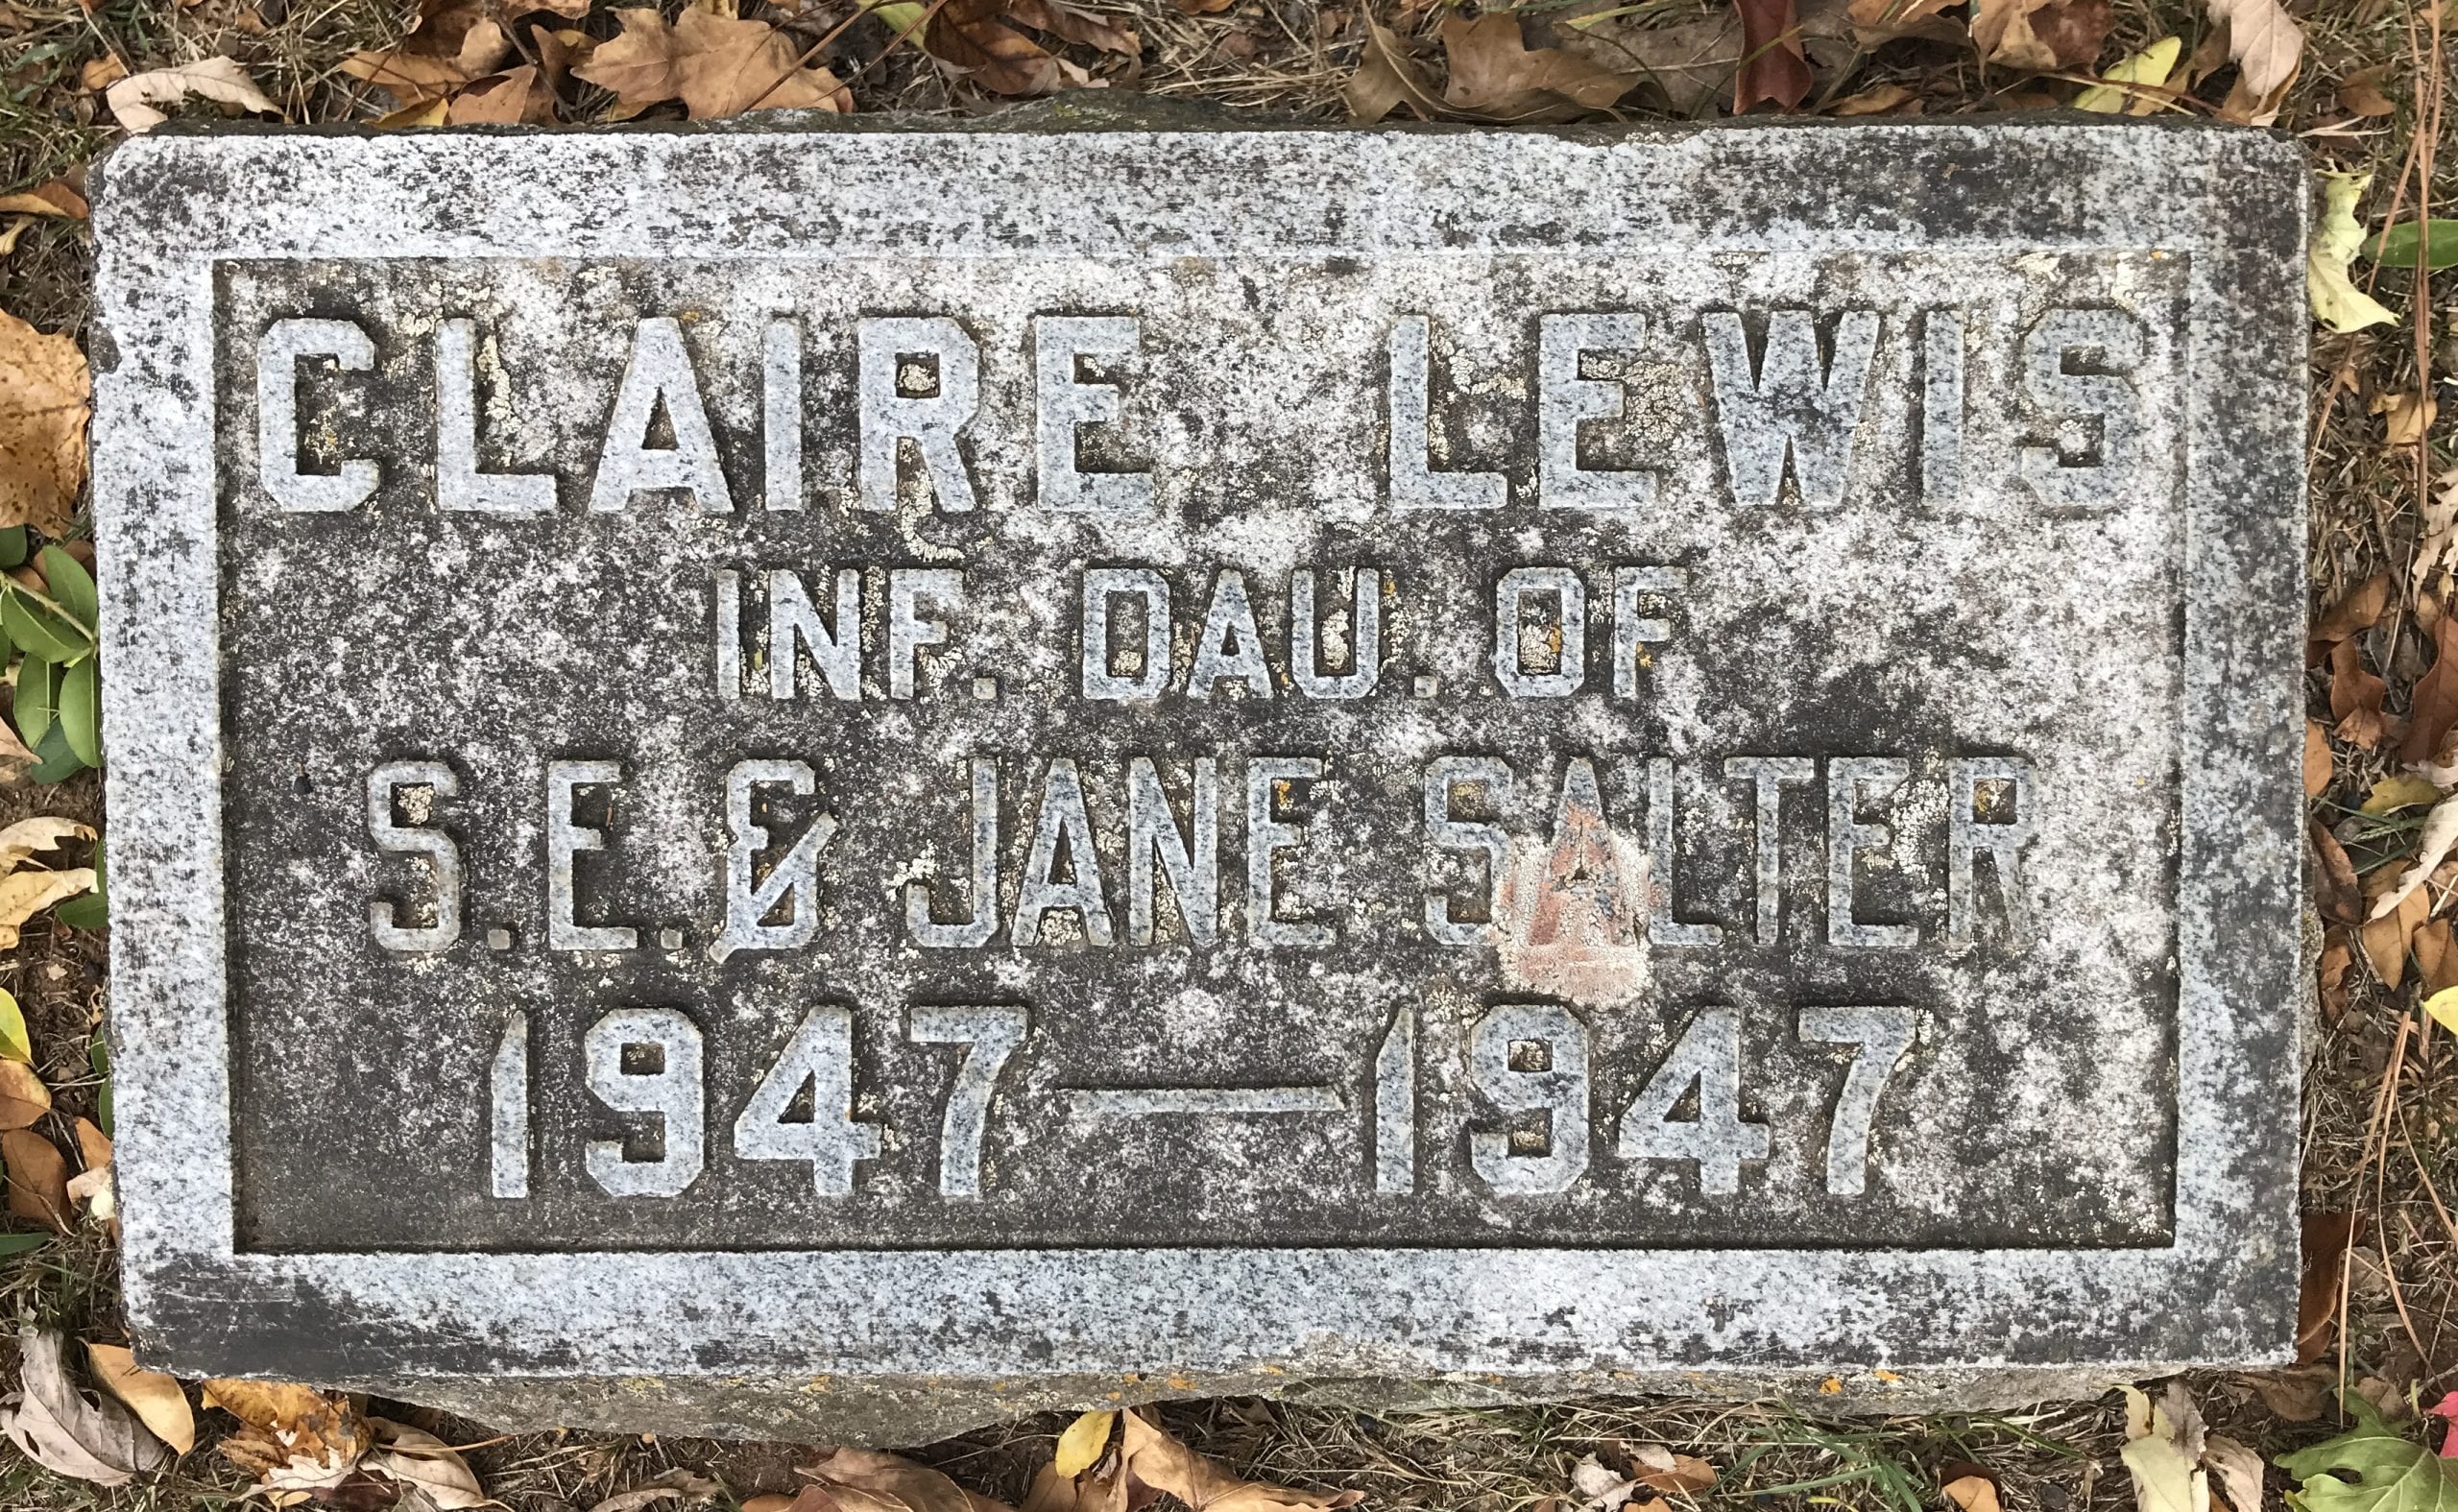 CLAIRE LEWIS
INF. DAU. OF
S.E. & JANE SALTER
1947—1947